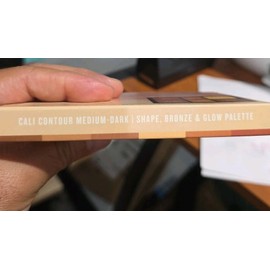 CALI CONTOUR MEDIUM-DARK | SHAPE, BRONZE & GLOW PALETTE